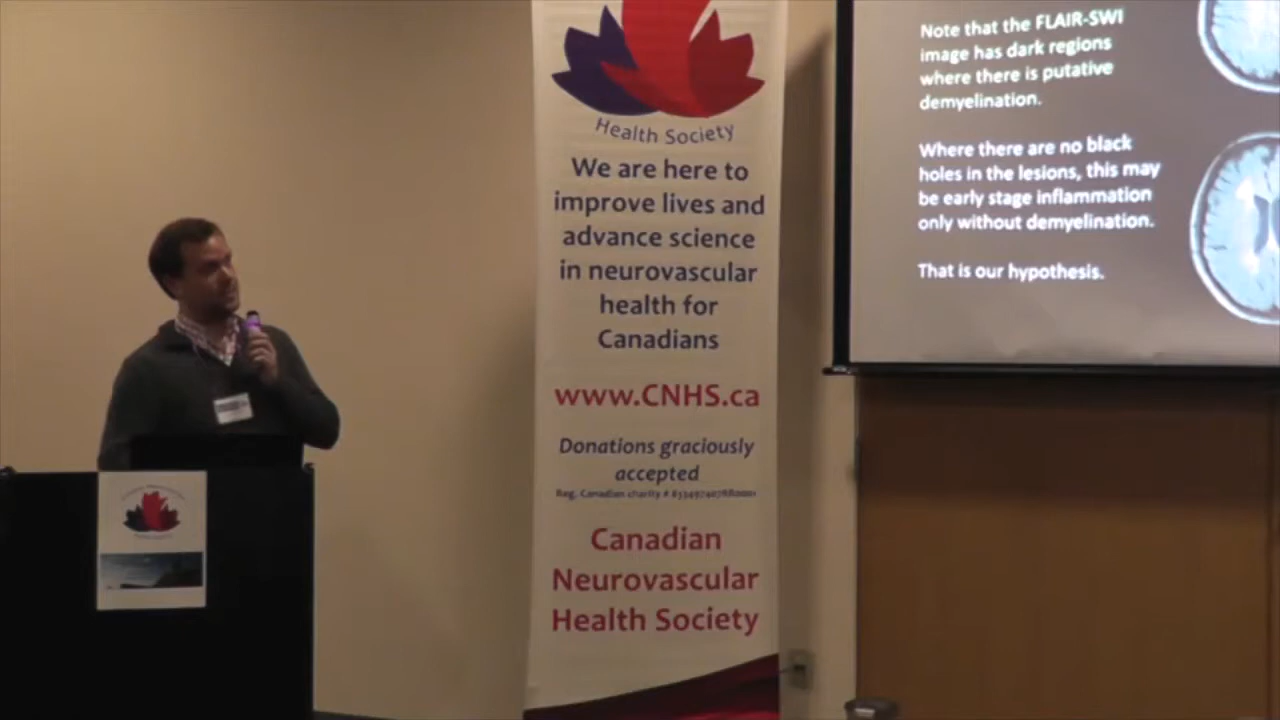 Health Society
We are here to
improve lives and
advance science
in neurovascular
health for
Canadians
www.CNHS.ca
Donations graciously
accepted
Reg. Canadian charity #
Canadian
Neurovascular
Health Society
Note that the FLAIR-SWI
image has dark regions
where there is putative
demyelination.
Where there are no black
holes in the lesions, this may
be early stage inflammation
only without demyelination.
That is our hypothesis.